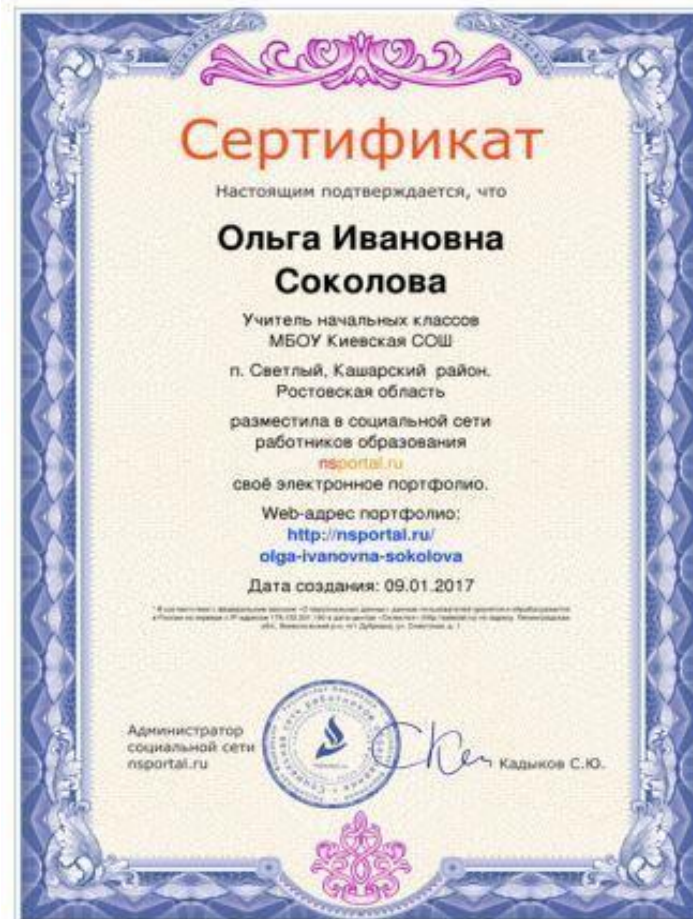 Сертификат
Настоящим подтверждается, что
Ольга Ивановна
Соколова
Учитель начальных классов
МБОУ Киевская СОШ
п. Светлый, Кашарский район.
Ростовская область
разместила в социальной сети
работников образования
nsportal.ru
своё электронное портфолио.
Web-адрес портфолио:
http://nsportal.ru/
olga-ivanovna-sokolova
Дата создания: 09.01.2017
Администратор
социальной сети
nsportal.ru
Кадыков С.Ю.